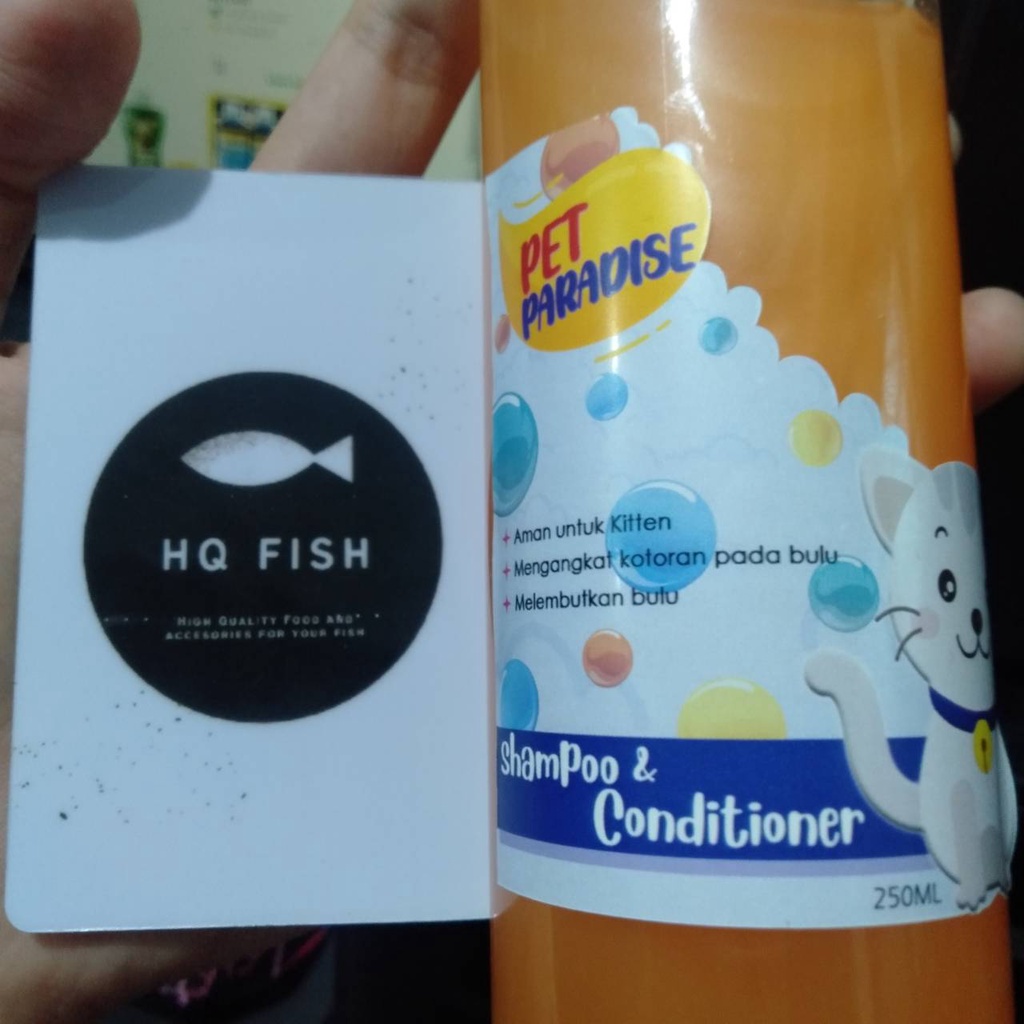 HQ FISH
HIGH QUALITY FOOD AND
ACCESORIES FOR YOUR FISH
PET
PARADISE
+ Aman untuk Kitten
+ Mengangkat kotoran pada bulu
+ Melembutkan bulu
Shampoo &
Conditioner
250ML